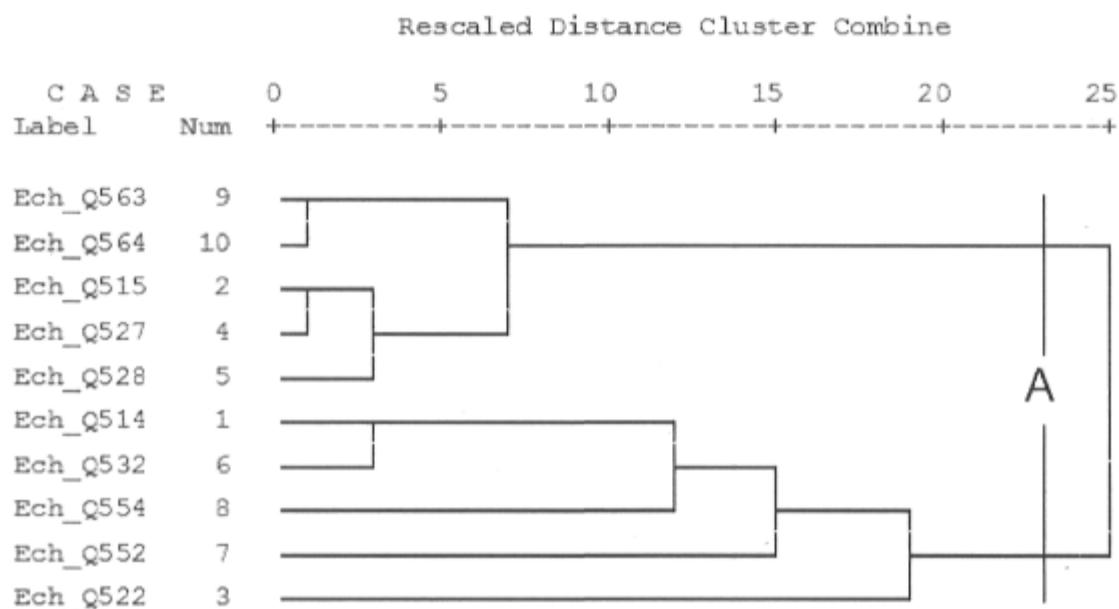 Rescaled Distance Cluster Combine
C A S E 0 5 10 15 20 25
Label Num +---------+---------+---------+---------+---------+
Ech_Q563 9
Ech_Q564 10
Ech_Q515 2
Ech_Q527 4
Ech_Q528 5
Ech_Q514 1
Ech_Q532 6
Ech_Q554 8
Ech_Q552 7
Ech_Q522 3
A